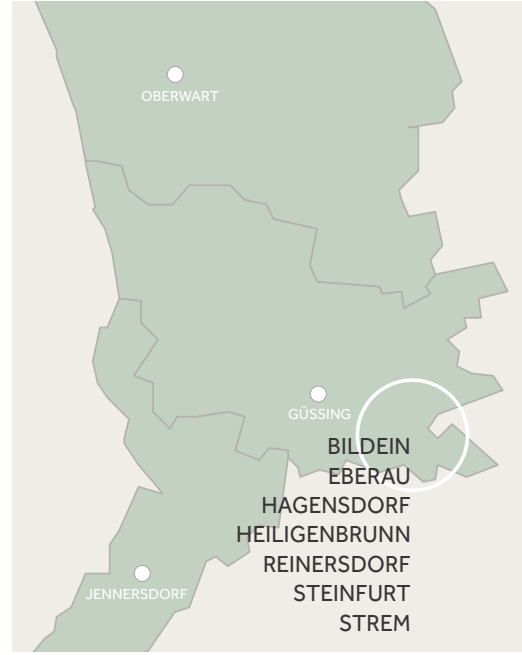 OBERWART
GÜSSING
BILDEIN
EBERAU
HAGENSDORF
HEILIGENBRUNN
REINERSDORF
STEINFURT
STREM
JENNERSDORF